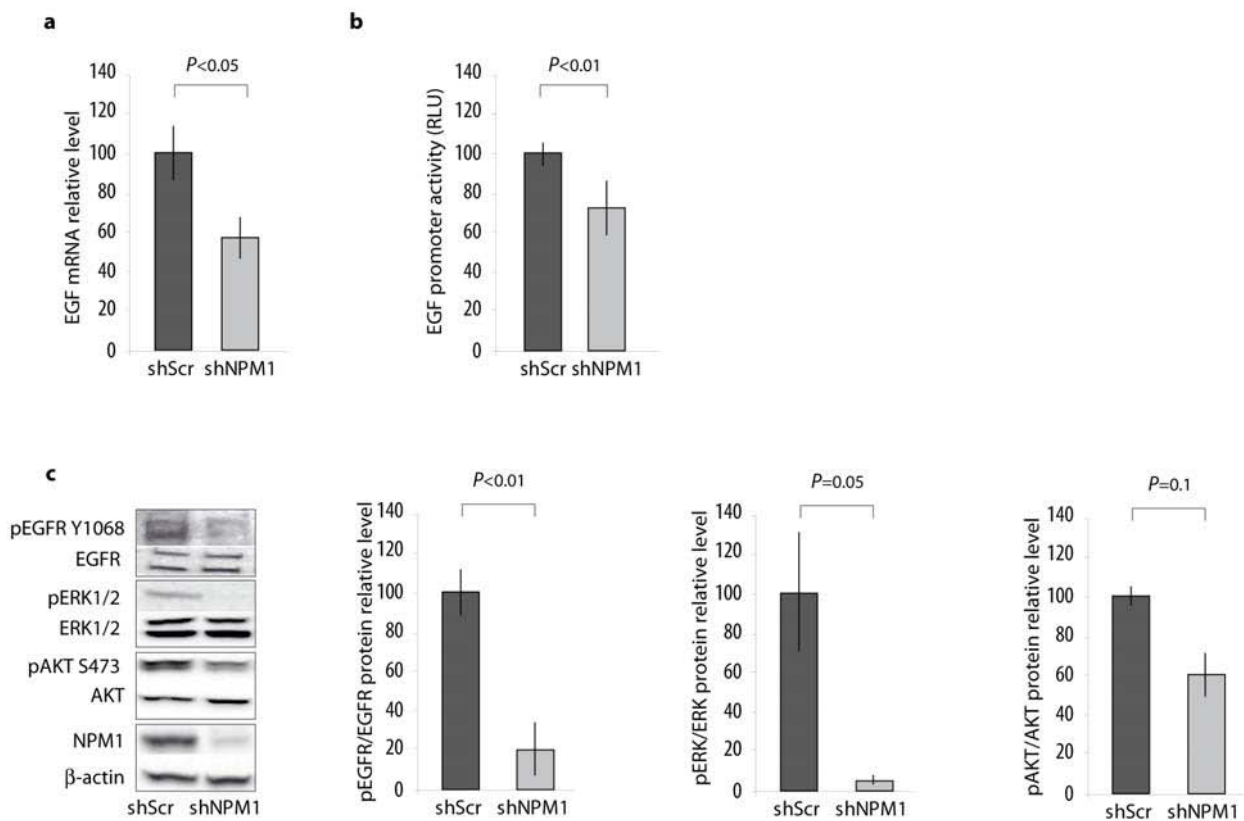 a
P<0.05
EGF mRNA relative level
140
120
100
80
60
40
20
0
shScr shNPM1
b
P<0.01
EGF promoter activity (RLU)
140
120
100
80
60
40
20
0
shScr shNPM1
c
pEGFR Y1068
EGFR
pERK1/2
ERK1/2
pAKT S473
AKT
NPM1
β-actin
shScr shNPM1
P<0.01
pEGFR/EGFR protein relative level
140
120
100
80
60
40
20
0
shScr shNPM1
P=0.05
pERK/ERK protein relative level
140
120
100
80
60
40
20
0
shScr shNPM1
P=0.1
pAKT/AKT protein relative level
140
120
100
80
60
40
20
0
shScr shNPM1